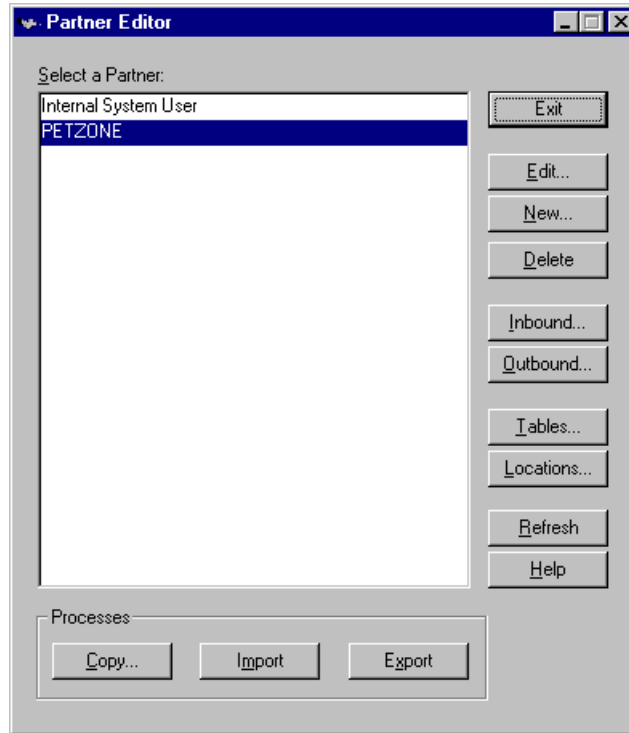 Partner Editor
Select a Partner:
Internal System User
PETZONE
Exit
Edit...
New...
Delete
Inbound...
Outbound...
Tables...
Locations...
Refresh
Help
Processes
Copy...
Import
Export